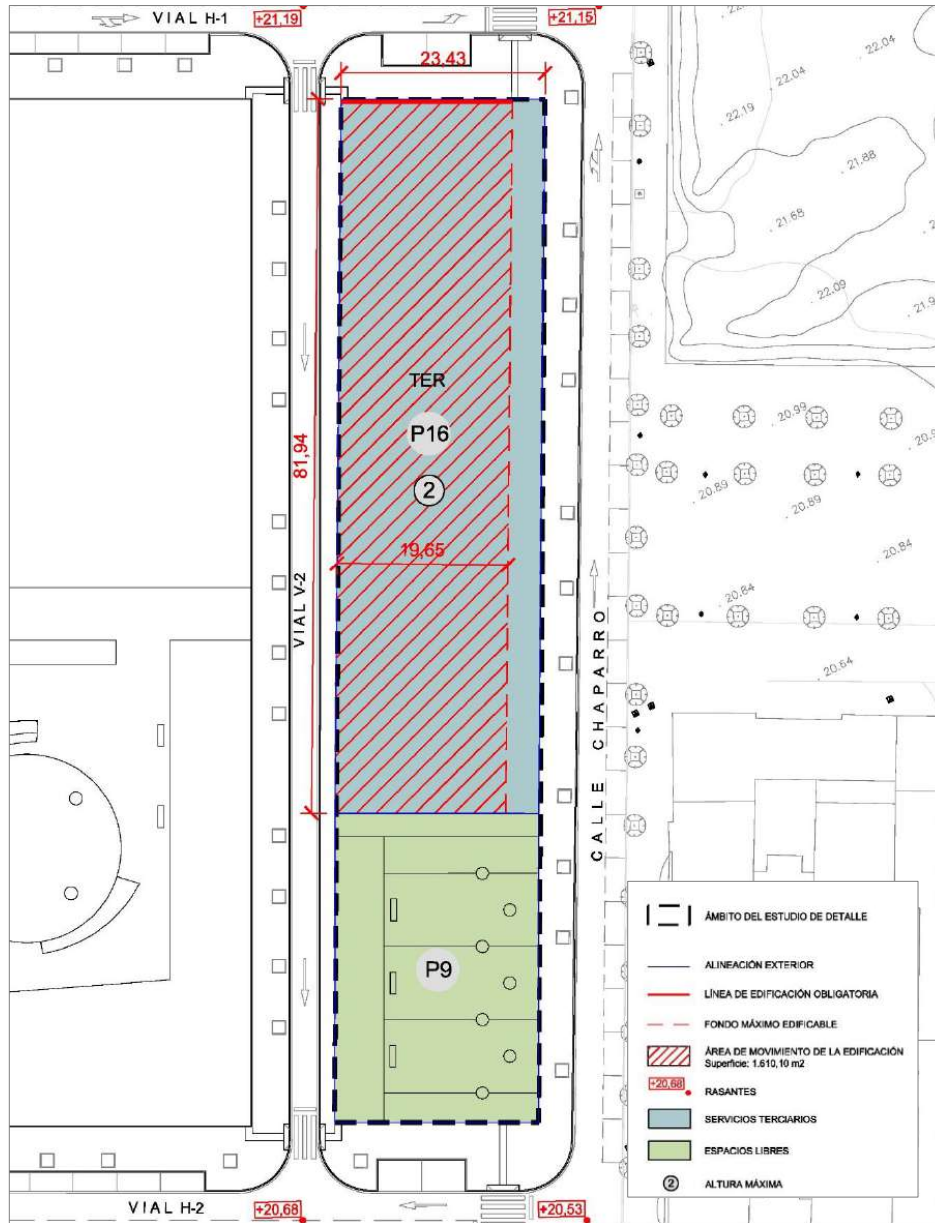 VIAL H-1
+21,19
+21,15
23,43
22.04
22.04
22.19
21.88
21.68
22.09
81,94
TER
P16
2
19,65
VIAL V-2
CALLE CHAPARRO
20.99
20.89
20.89
20.84
20.84
20.64
P9
ÁMBITO DEL ESTUDIO DE DETALLE
ALINEACIÓN EXTERIOR
LÍNEA DE EDIFICACIÓN OBLIGATORIA
FONDO MÁXIMO EDIFICABLE
ÁREA DE MOVIMIENTO DE LA EDIFICACIÓN
Superficie: 1.610,10 m2
+20,68 RASANTES
SERVICIOS TERCIARIOS
ESPACIOS LIBRES
2 ALTURA MÁXIMA
VIAL H-2
+20,68
+20,53